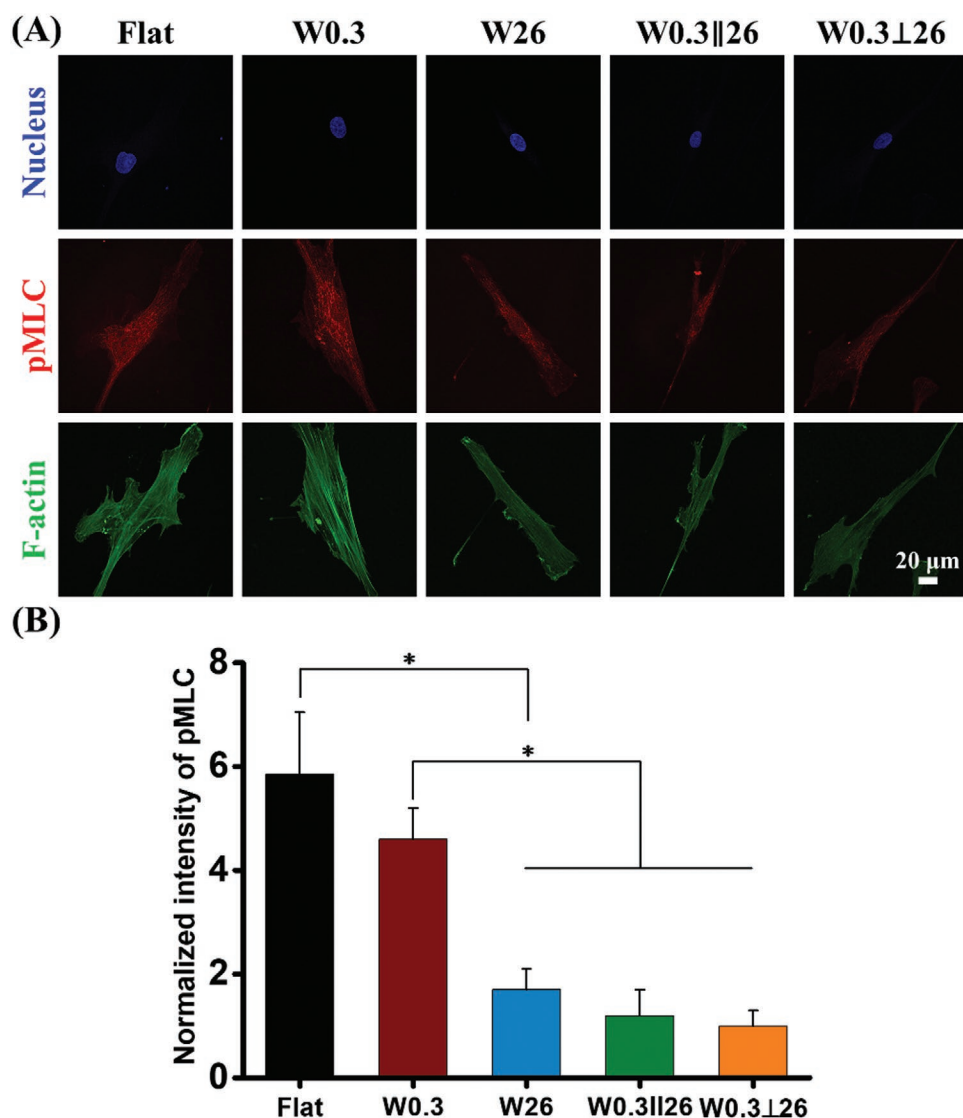 (A)
Flat W0.3 W26 W0.3∥26 W0.3⊥26
Nucleus
pMLC
F-actin
20 µm
(B)
Normalized intensity of pMLC
8
6
4
2
0
*
*
Flat W0.3 W26 W0.3II26 W0.3⊥26